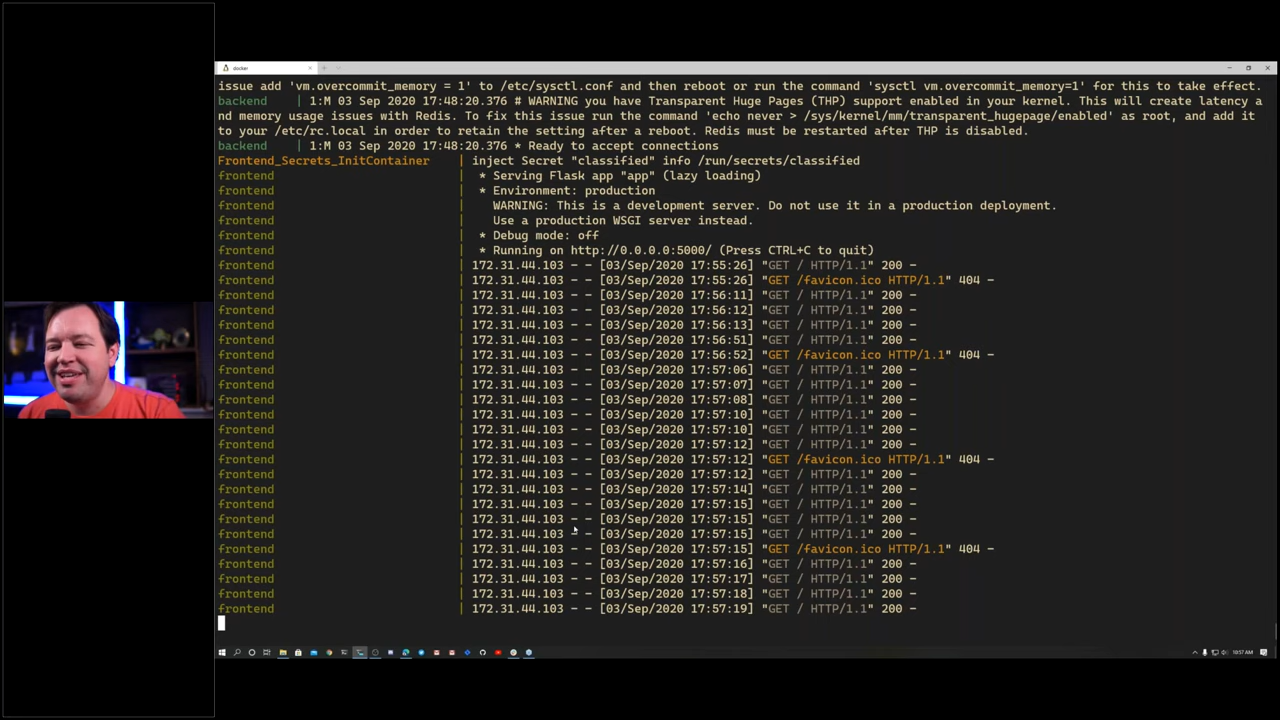 docker
issue add 'vm.overcommit_memory = 1' to /etc/sysctl.conf and then reboot or run the command 'sysctl vm.overcommit_memory=1' for this to take effect.
backend | 1:M 03 Sep 2020 17:48:20.376 # WARNING you have Transparent Huge Pages (THP) support enabled in your kernel. This will create latency a
nd memory usage issues with Redis. To fix this issue run the command 'echo never > /sys/kernel/mm/transparent_hugepage/enabled' as root, and add it
to your /etc/rc.local in order to retain the setting after a reboot. Redis must be restarted after THP is disabled.
backend | 1:M 03 Sep 2020 17:48:20.376 * Ready to accept connections
Frontend_Secrets_InitContainer | inject Secret "classified" info /run/secrets/classified
frontend | * Serving Flask app "app" (lazy loading)
frontend | * Environment: production
frontend | WARNING: This is a development server. Do not use it in a production deployment.
frontend | Use a production WSGI server instead.
frontend | * Debug mode: off
frontend | * Running on http://0.0.0.0:5000/ (Press CTRL+C to quit)
frontend | 172.31.44.103 - - [03/Sep/2020 17:55:26] "GET / HTTP/1.1" 200 -
frontend | 172.31.44.103 - - [03/Sep/2020 17:55:26] "GET /favicon.ico HTTP/1.1" 404 -
frontend | 172.31.44.103 - - [03/Sep/2020 17:56:11] "GET / HTTP/1.1" 200 -
frontend | 172.31.44.103 - - [03/Sep/2020 17:56:12] "GET / HTTP/1.1" 200 -
frontend | 172.31.44.103 - - [03/Sep/2020 17:56:13] "GET / HTTP/1.1" 200 -
frontend | 172.31.44.103 - - [03/Sep/2020 17:56:51] "GET / HTTP/1.1" 200 -
frontend | 172.31.44.103 - - [03/Sep/2020 17:56:52] "GET /favicon.ico HTTP/1.1" 404 -
frontend | 172.31.44.103 - - [03/Sep/2020 17:57:06] "GET / HTTP/1.1" 200 -
frontend | 172.31.44.103 - - [03/Sep/2020 17:57:07] "GET / HTTP/1.1" 200 -
frontend | 172.31.44.103 - - [03/Sep/2020 17:57:08] "GET / HTTP/1.1" 200 -
frontend | 172.31.44.103 - - [03/Sep/2020 17:57:10] "GET / HTTP/1.1" 200 -
frontend | 172.31.44.103 - - [03/Sep/2020 17:57:10] "GET / HTTP/1.1" 200 -
frontend | 172.31.44.103 - - [03/Sep/2020 17:57:12] "GET / HTTP/1.1" 200 -
frontend | 172.31.44.103 - - [03/Sep/2020 17:57:12] "GET /favicon.ico HTTP/1.1" 404 -
frontend | 172.31.44.103 - - [03/Sep/2020 17:57:12] "GET / HTTP/1.1" 200 -
frontend | 172.31.44.103 - - [03/Sep/2020 17:57:14] "GET / HTTP/1.1" 200 -
frontend | 172.31.44.103 - - [03/Sep/2020 17:57:15] "GET / HTTP/1.1" 200 -
frontend | 172.31.44.103 - - [03/Sep/2020 17:57:15] "GET / HTTP/1.1" 200 -
frontend | 172.31.44.103 - - [03/Sep/2020 17:57:15] "GET / HTTP/1.1" 200 -
frontend | 172.31.44.103 - - [03/Sep/2020 17:57:15] "GET /favicon.ico HTTP/1.1" 404 -
frontend | 172.31.44.103 - - [03/Sep/2020 17:57:16] "GET / HTTP/1.1" 200 -
frontend | 172.31.44.103 - - [03/Sep/2020 17:57:17] "GET / HTTP/1.1" 200 -
frontend | 172.31.44.103 - - [03/Sep/2020 17:57:18] "GET / HTTP/1.1" 200 -
frontend | 172.31.44.103 - - [03/Sep/2020 17:57:19] "GET / HTTP/1.1" 200 -
10:57 AM